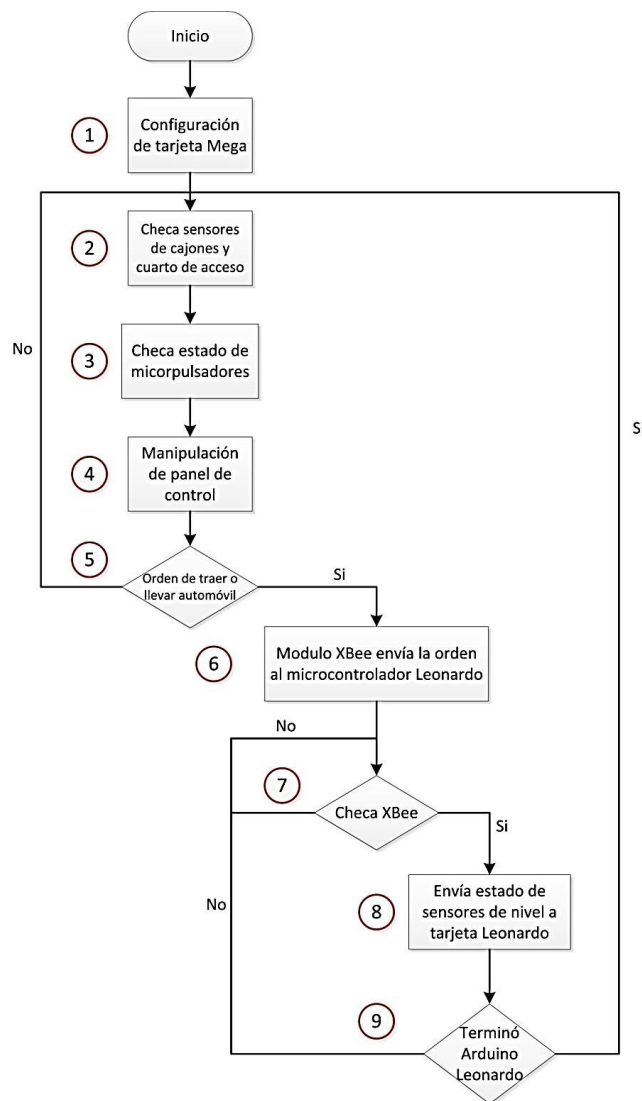 Inicio
1
Configuración
de tarjeta Mega
2
Checa sensores
de cajones y
cuarto de acceso
No
3
Checa estado de
micorpulsadores
Si
4
Manipulación
de panel de
control
5
Orden de traer o
llevar automóvil
Si
6
Modulo XBee envía la orden
al microcontrolador Leonardo
No
7
Checa XBee
Si
No
8
Envía estado de
sensores de nivel a
tarjeta Leonardo
9
Terminó
Arduino
Leonardo